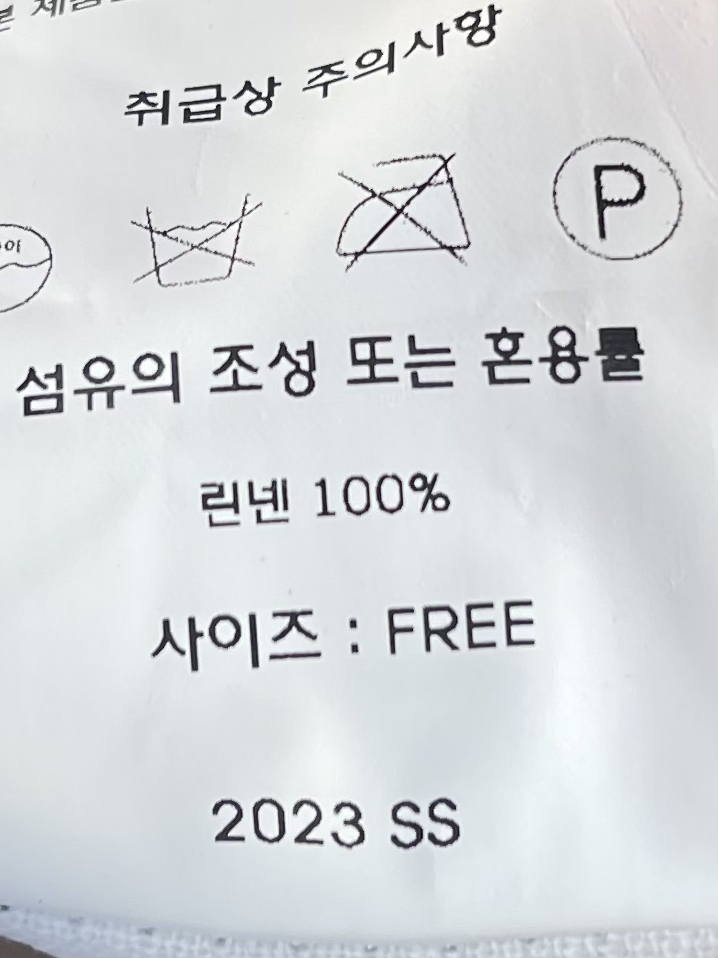 취급상 주의사항
P
섬유의 조성 또는 혼용률
린넨 100%
사이즈 : FREE
2023 SS